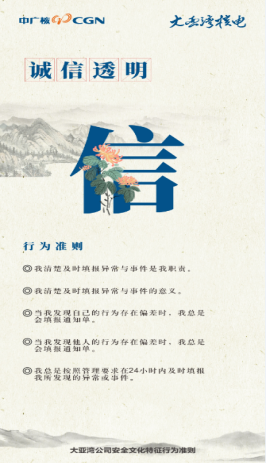 中广核 CGN 大亚湾核电
诚信透明
信
行为准则
◎我清楚及时填报异常与事件是我职责。
◎我清楚及时填报异常与事件的意义。
◎当我发现自己的行为存在偏差时，我总是
会填报通知单。
◎当我发现他人的行为存在偏差时，我总是
会填报通知单。
◎我总是按照管理要求在24小时内及时填报
我所发现的异常或事件。
大亚湾公司安全文化特征行为准则